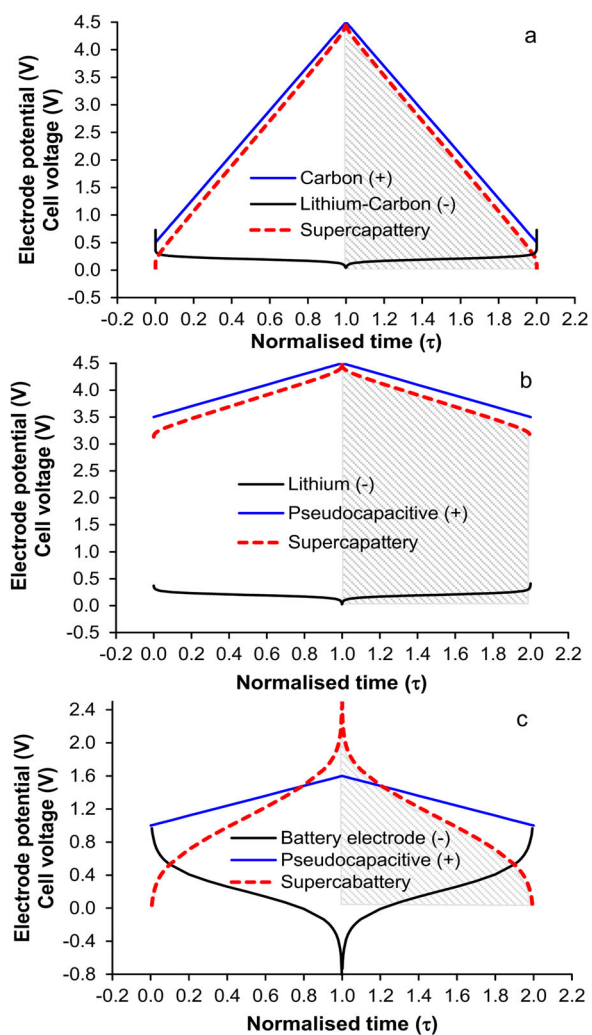 a
Electrode potential (V)
Cell voltage (V)
4.5
4.0
3.5
3.0
2.5
2.0
1.5
1.0
0.5
0.0
-0.5
Carbon (+)
Lithium-Carbon (-)
Supercapattery
-0.2 0.0 0.2 0.4 0.6 0.8 1.0 1.2 1.4 1.6 1.8 2.0 2.2
Normalised time (τ)
b
Electrode potential (V)
Cell voltage (V)
4.5
4.0
3.5
3.0
2.5
2.0
1.5
1.0
0.5
0.0
-0.5
Lithium (-)
Pseudocapacitive (+)
Supercapattery
-0.2 0.0 0.2 0.4 0.6 0.8 1.0 1.2 1.4 1.6 1.8 2.0 2.2
Normalised time (τ)
c
Electrode potential (V)
Cell voltage (V)
2.4
2.0
1.6
1.2
0.8
0.4
0.0
-0.4
-0.8
Battery electrode (-)
Pseudocapacitive (+)
Supercabattery
-0.2 0.0 0.2 0.4 0.6 0.8 1.0 1.2 1.4 1.6 1.8 2.0 2.2
Normalised time (τ)